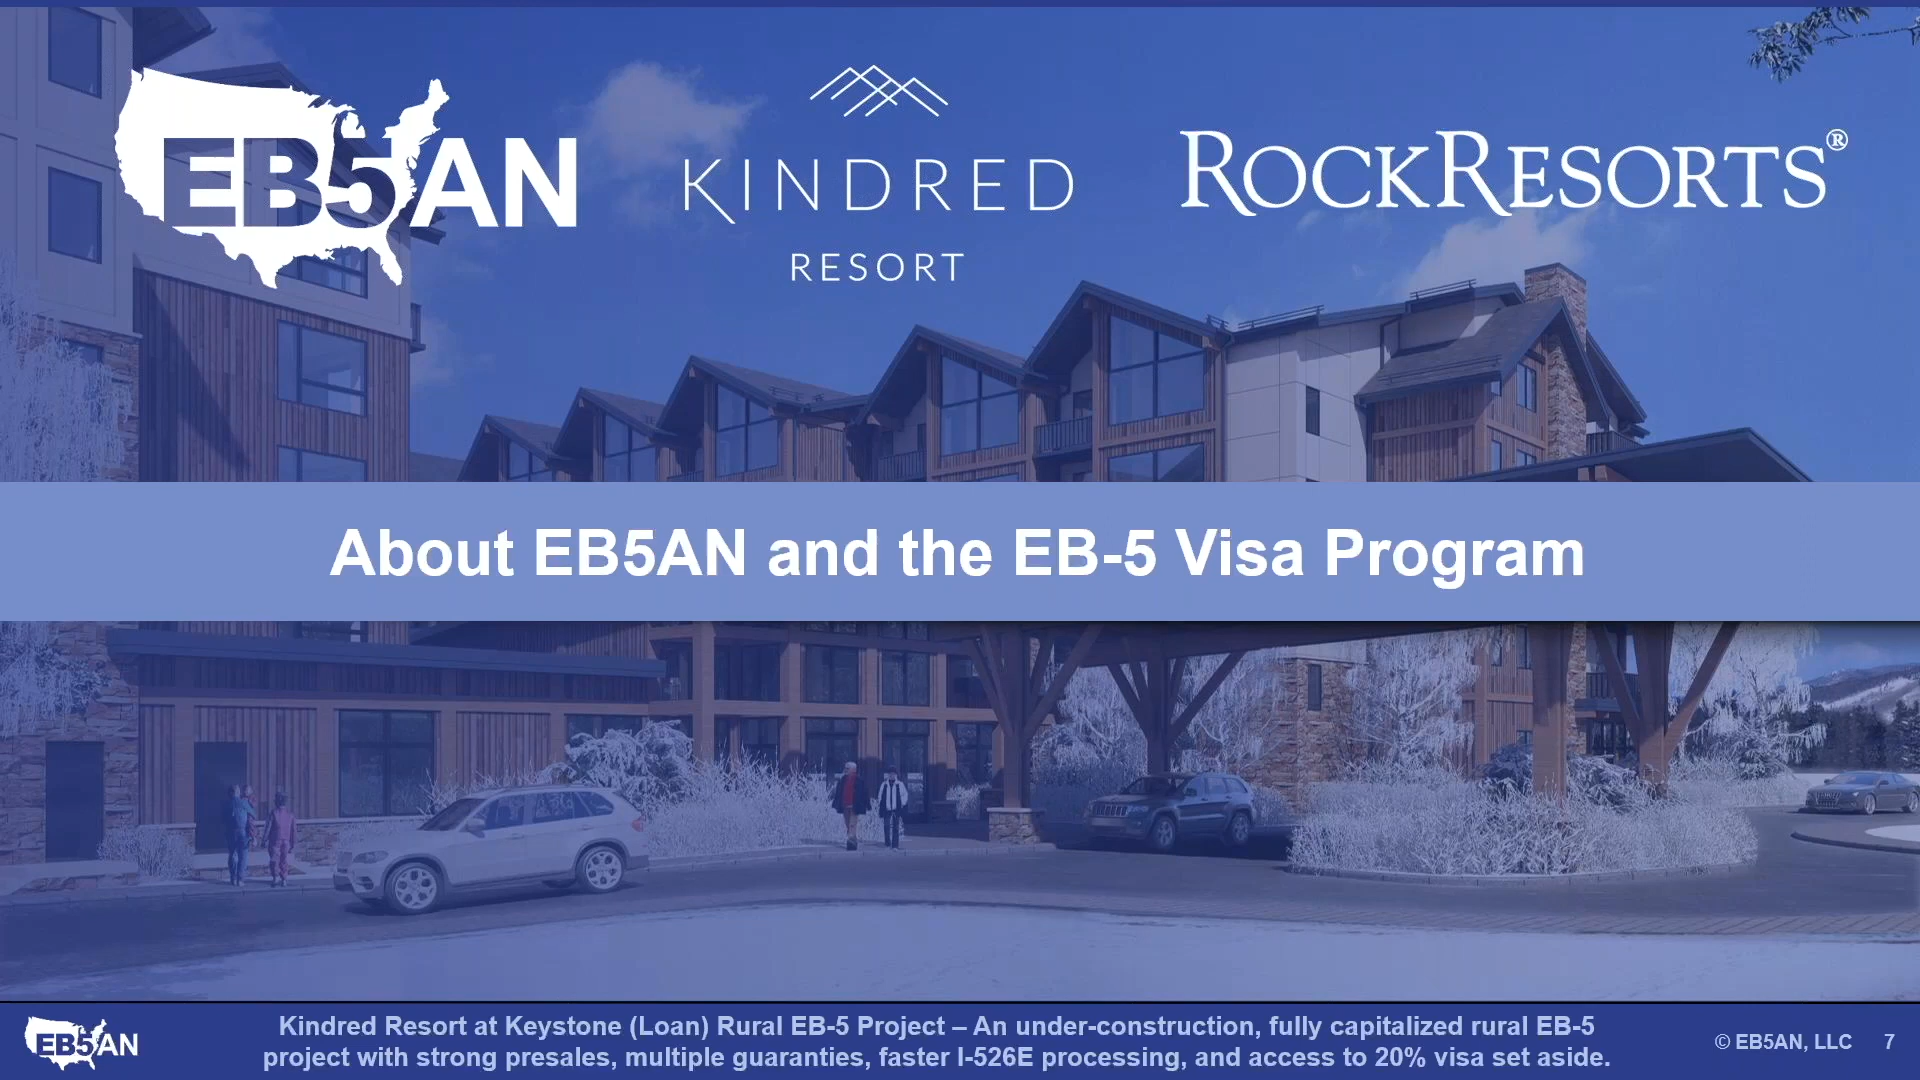 EB5AN
KINDRED
RESORT
ROCKRESORTS®
About EB5AN and the EB-5 Visa Program
EB5AN
Kindred Resort at Keystone (Loan) Rural EB-5 Project – An under-construction, fully capitalized rural EB-5
project with strong presales, multiple guaranties, faster I-526E processing, and access to 20% visa set aside.
© EB5AN, LLC 7